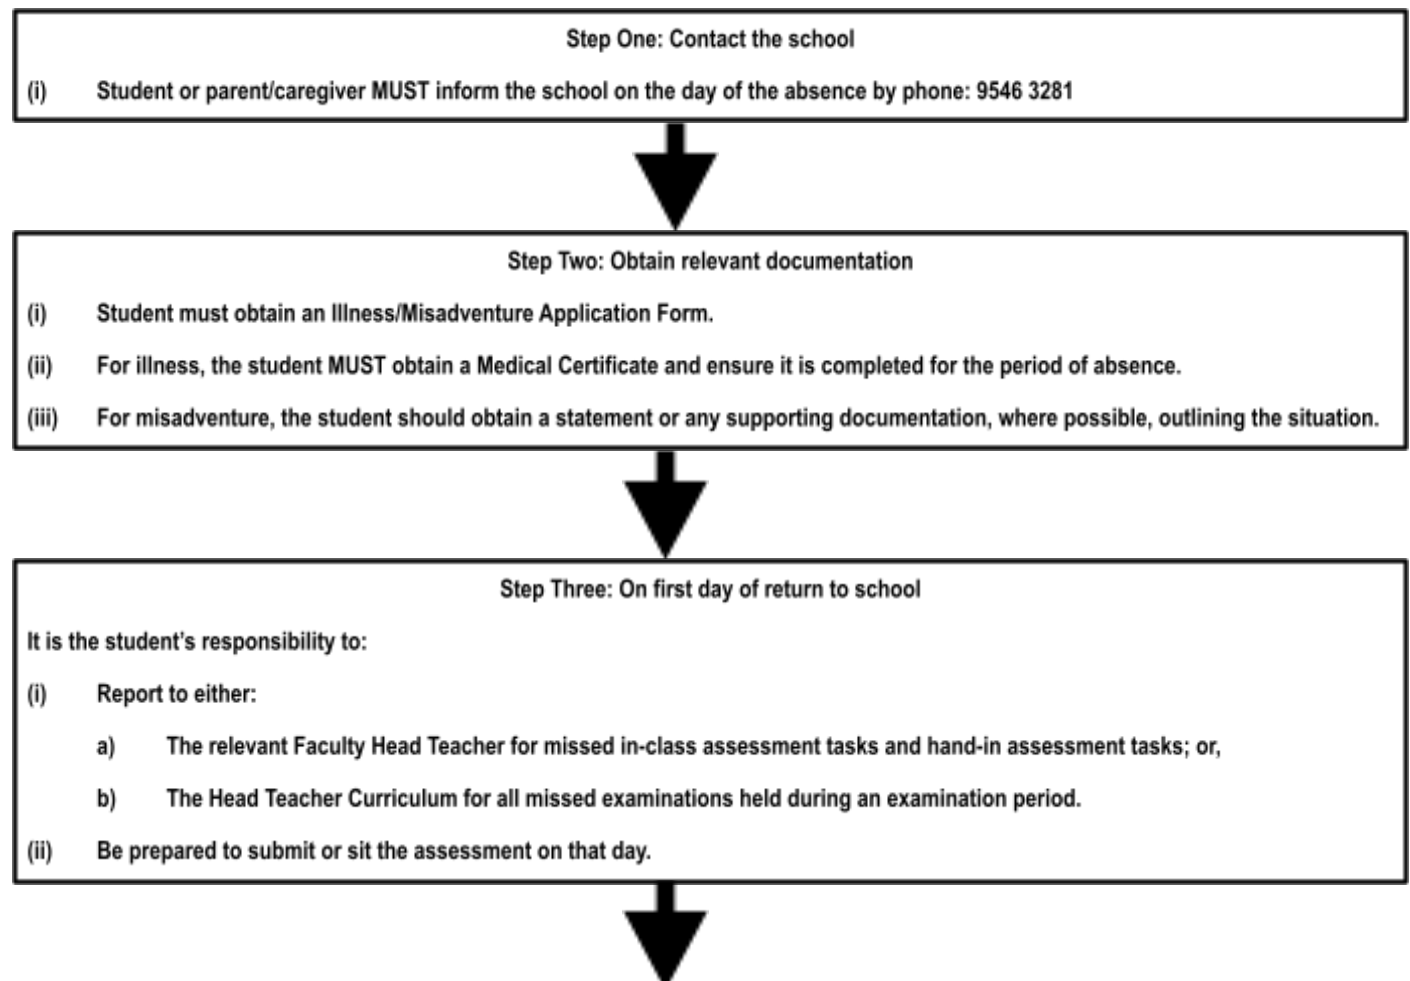 Step One: Contact the school
(i) Student or parent/caregiver MUST inform the school on the day of the absence by phone: 9546 3281
Step Two: Obtain relevant documentation
(i) Student must obtain an Illness/Misadventure Application Form.
(ii) For illness, the student MUST obtain a Medical Certificate and ensure it is completed for the period of absence.
(iii) For misadventure, the student should obtain a statement or any supporting documentation, where possible, outlining the situation.
Step Three: On first day of return to school
It is the student’s responsibility to:
(i) Report to either:
a) The relevant Faculty Head Teacher for missed in-class assessment tasks and hand-in assessment tasks; or,
b) The Head Teacher Curriculum for all missed examinations held during an examination period.
(ii) Be prepared to submit or sit the assessment on that day.